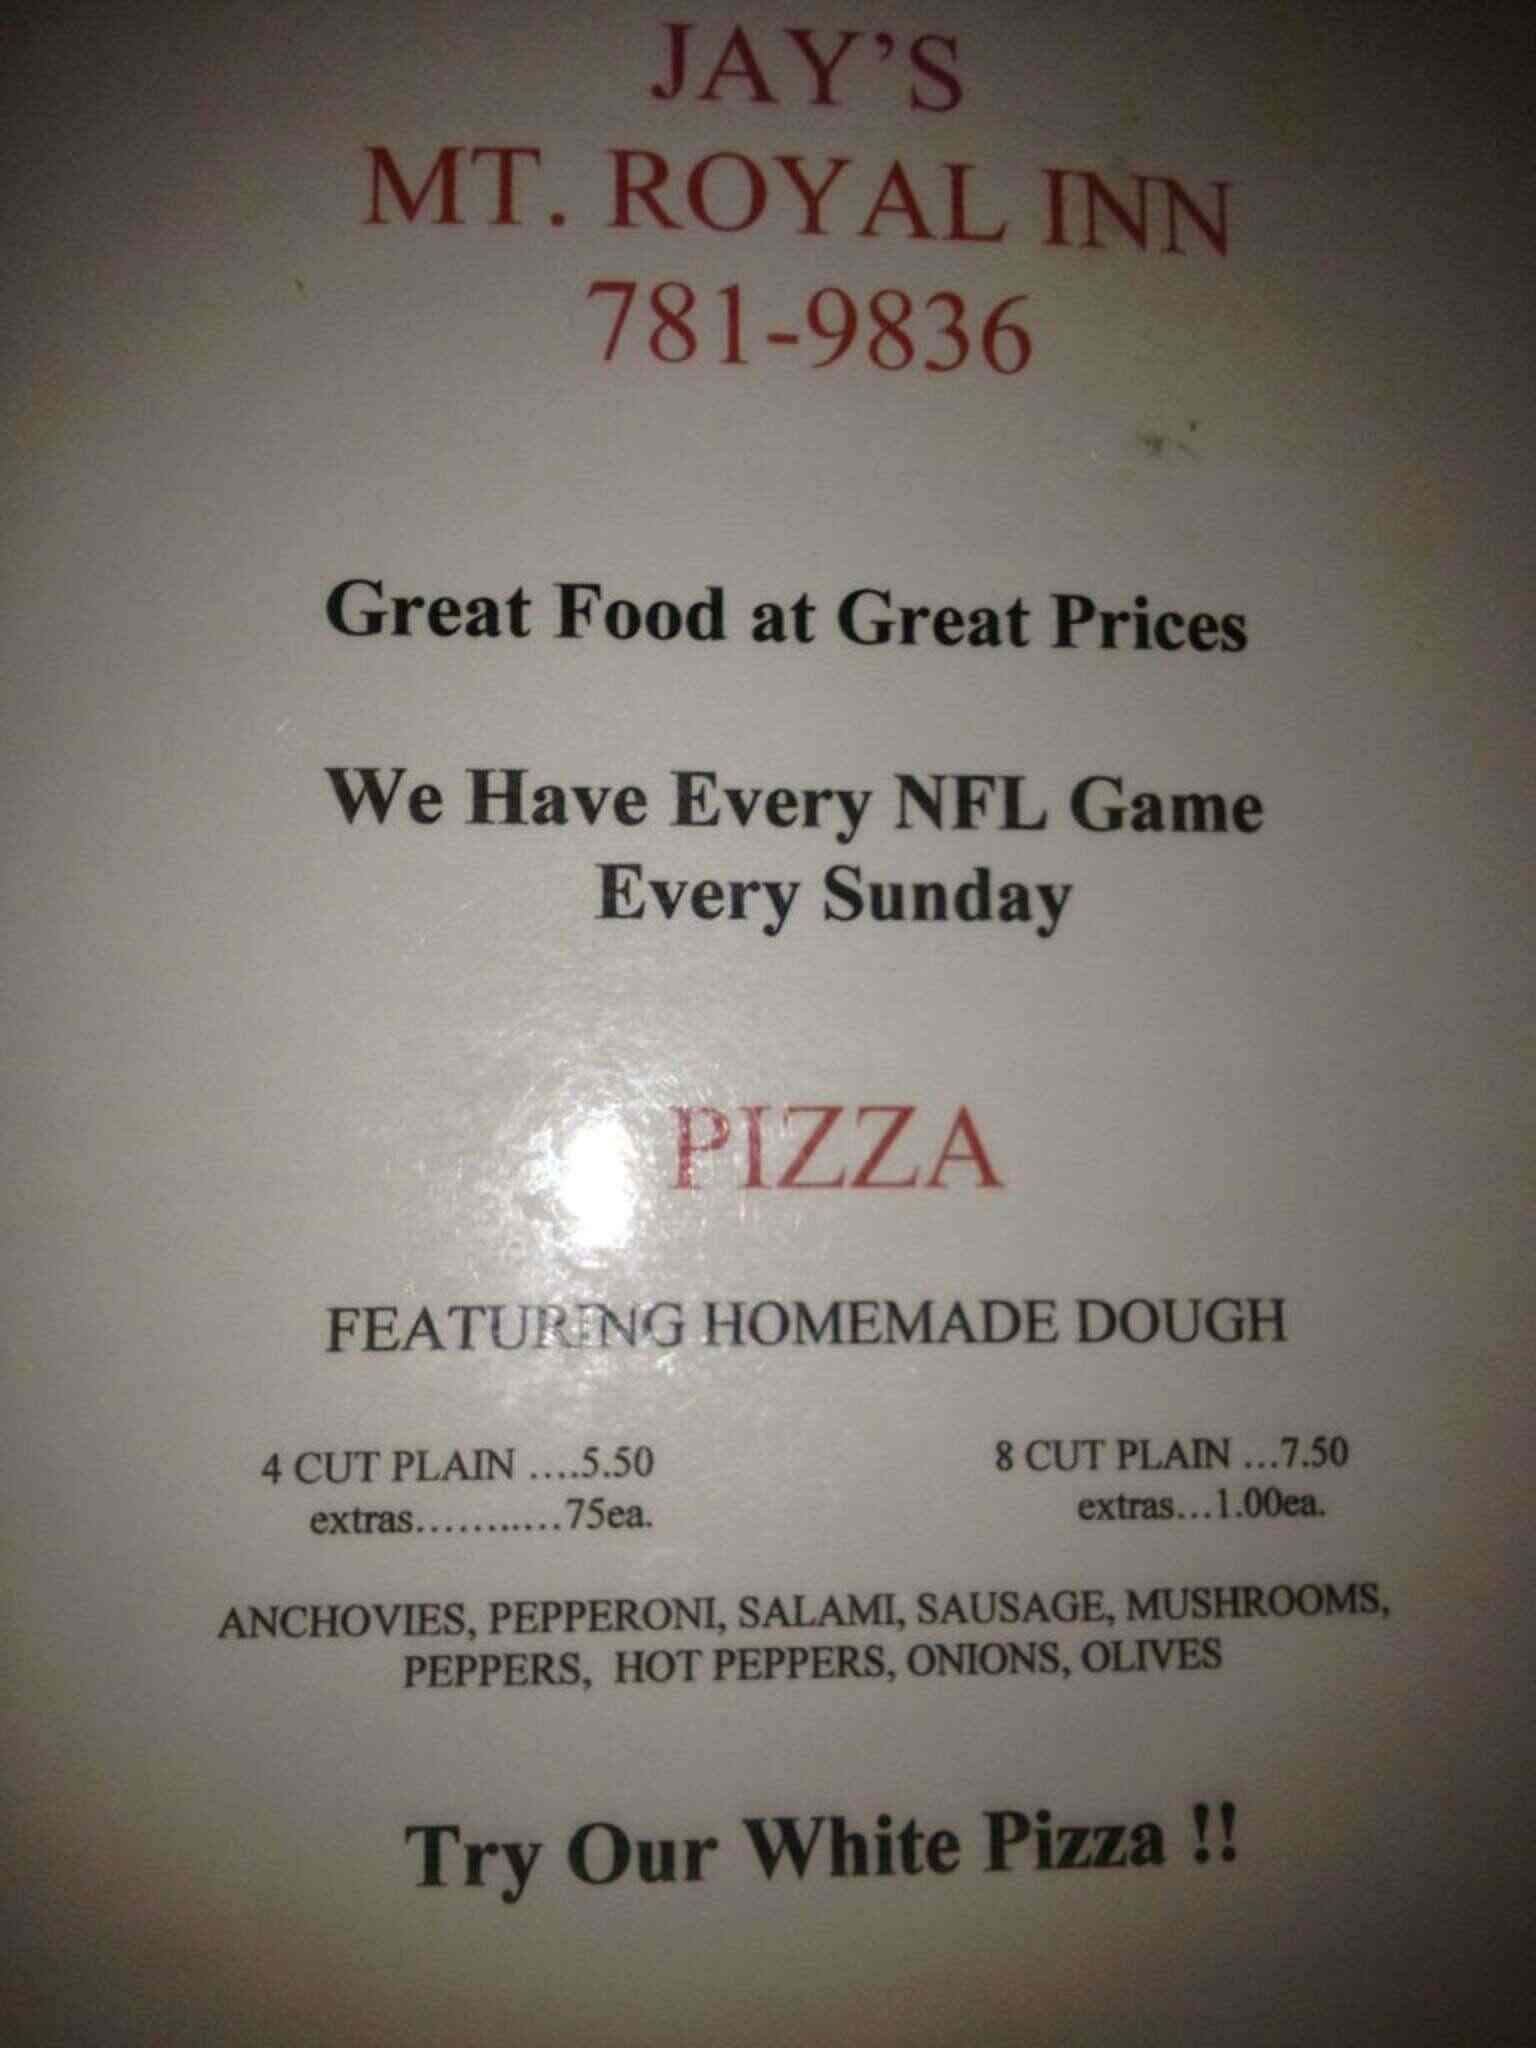 JAY'S
MT. ROYAL INN
781-9836
Great Food at Great Prices
We Have Every NFL Game
Every Sunday
PIZZA
FEATURING HOMEMADE DOUGH
4 CUT PLAIN ....5.50
extras...........75ea.
8 CUT PLAIN ...7.50
extras...1.00ea.
ANCHOVIES, PEPPERONI, SALAMI, SAUSAGE, MUSHROOMS,
PEPPERS, HOT PEPPERS, ONIONS, OLIVES
Try Our White Pizza !!